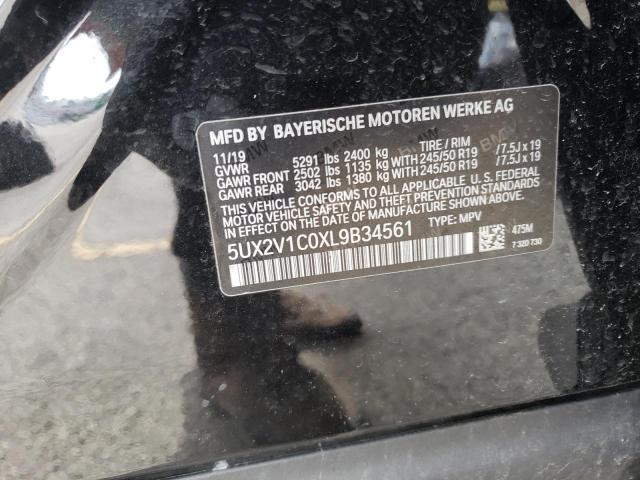 MFD BY BAYERISCHE MOTOREN WERKE AG
11/19 TIRE / RIM
GVWR 5291 lbs 2400 kg
GAWR FRONT 2502 lbs 1135 kg WITH 245/50 R19 /7.5J x 19
GAWR REAR 3042 lbs 1380 kg WITH 245/50 R19 /7.5J x 19
THIS VEHICLE CONFORMS TO ALL APPLICABLE U.S. FEDERAL
MOTOR VEHICLE SAFETY, BUMPER, AND THEFT PREVENTION STANDARDS
IN EFFECT ON THE DATE OF MANUFACTURE SHOWN ABOVE.
5UX2V1C0XL9B34561 TYPE: MPV
475M
7 320 730